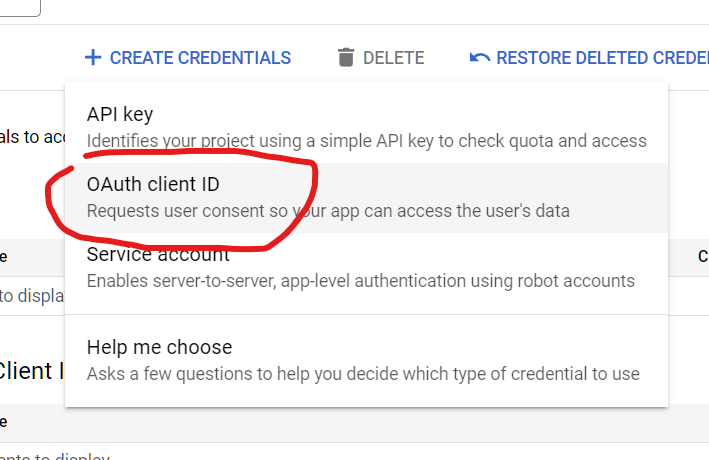 CREATE CREDENTIALS
DELETE
RESTORE DELETED
API key
als to
Identifies your project using a simple API key to check quota and access
OAuth client ID
Requests user consent so your app can access the user's data
Service account
Enables server-to-server, app-level authentication using robot accounts
to
Help me choose
Client
Asks a few questions to help you decide which type of credential to use
to display